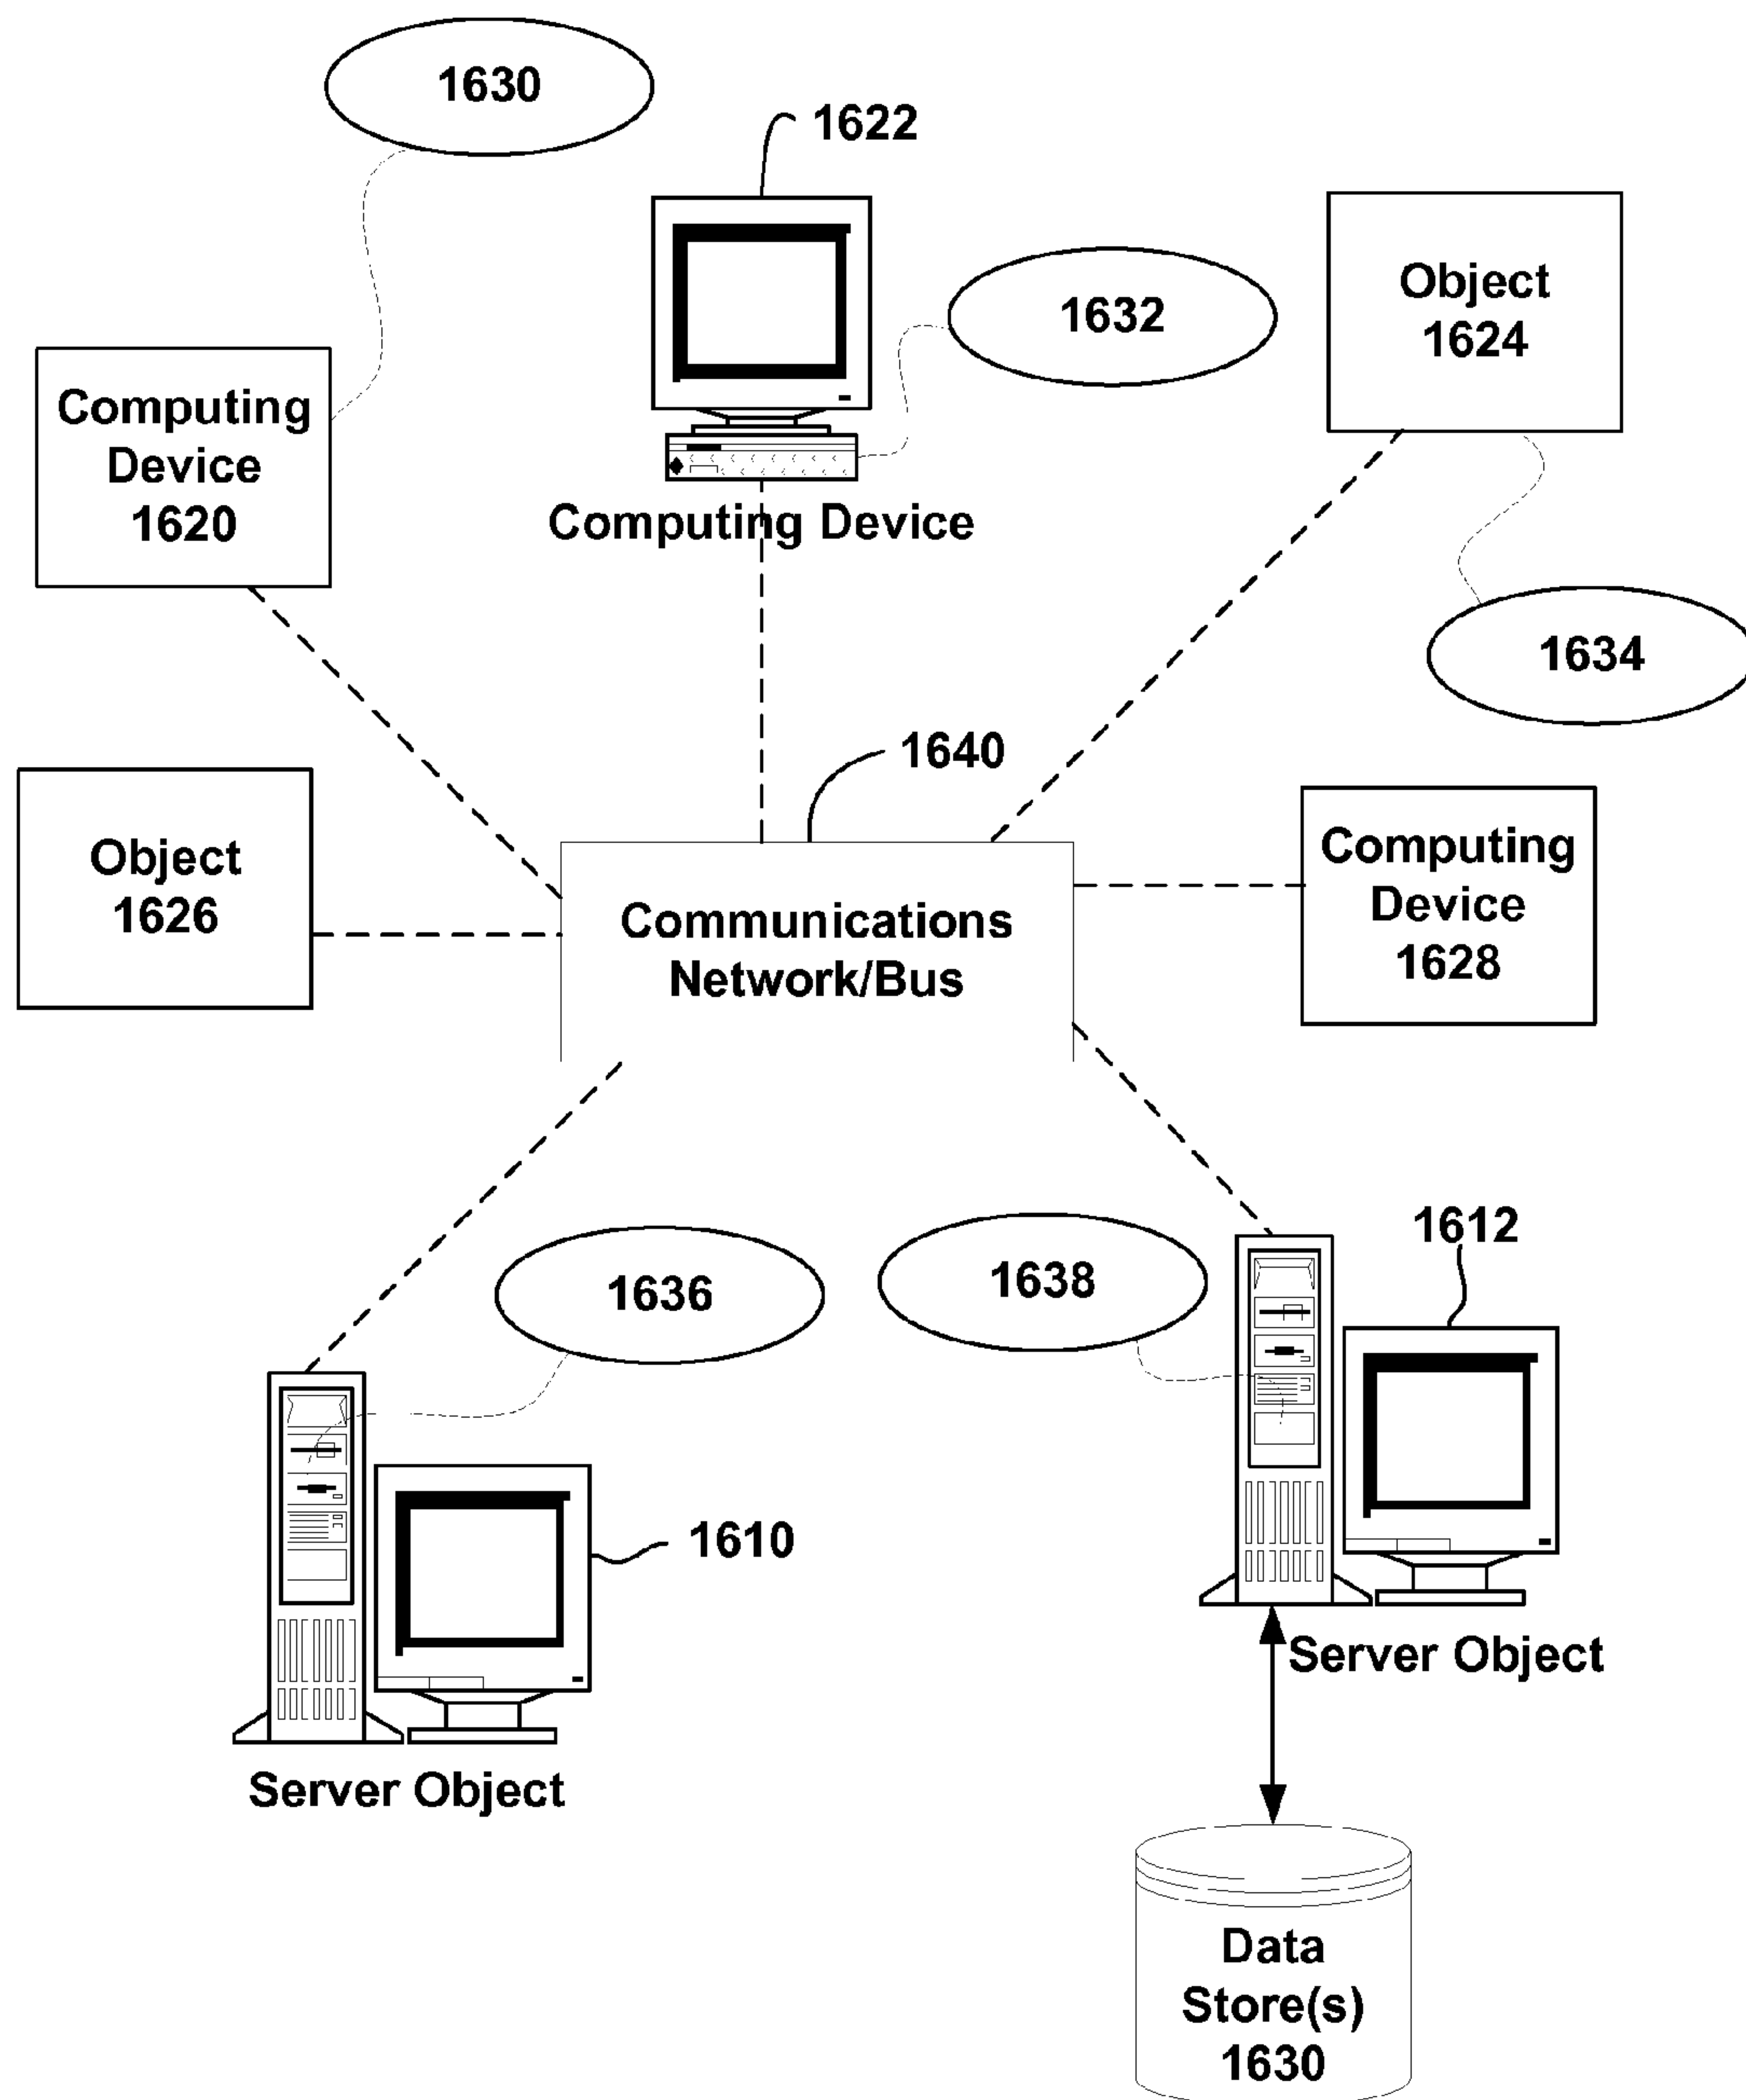 1630
1622
Object
1624
1632
Computing
Device
1620
Computing Device
1634
1640
Object
1626
Communications
Network/Bus
Computing
Device
1628
1636
1638
1612
1610
Server Object
Server Object
Data
Store(s)
1630